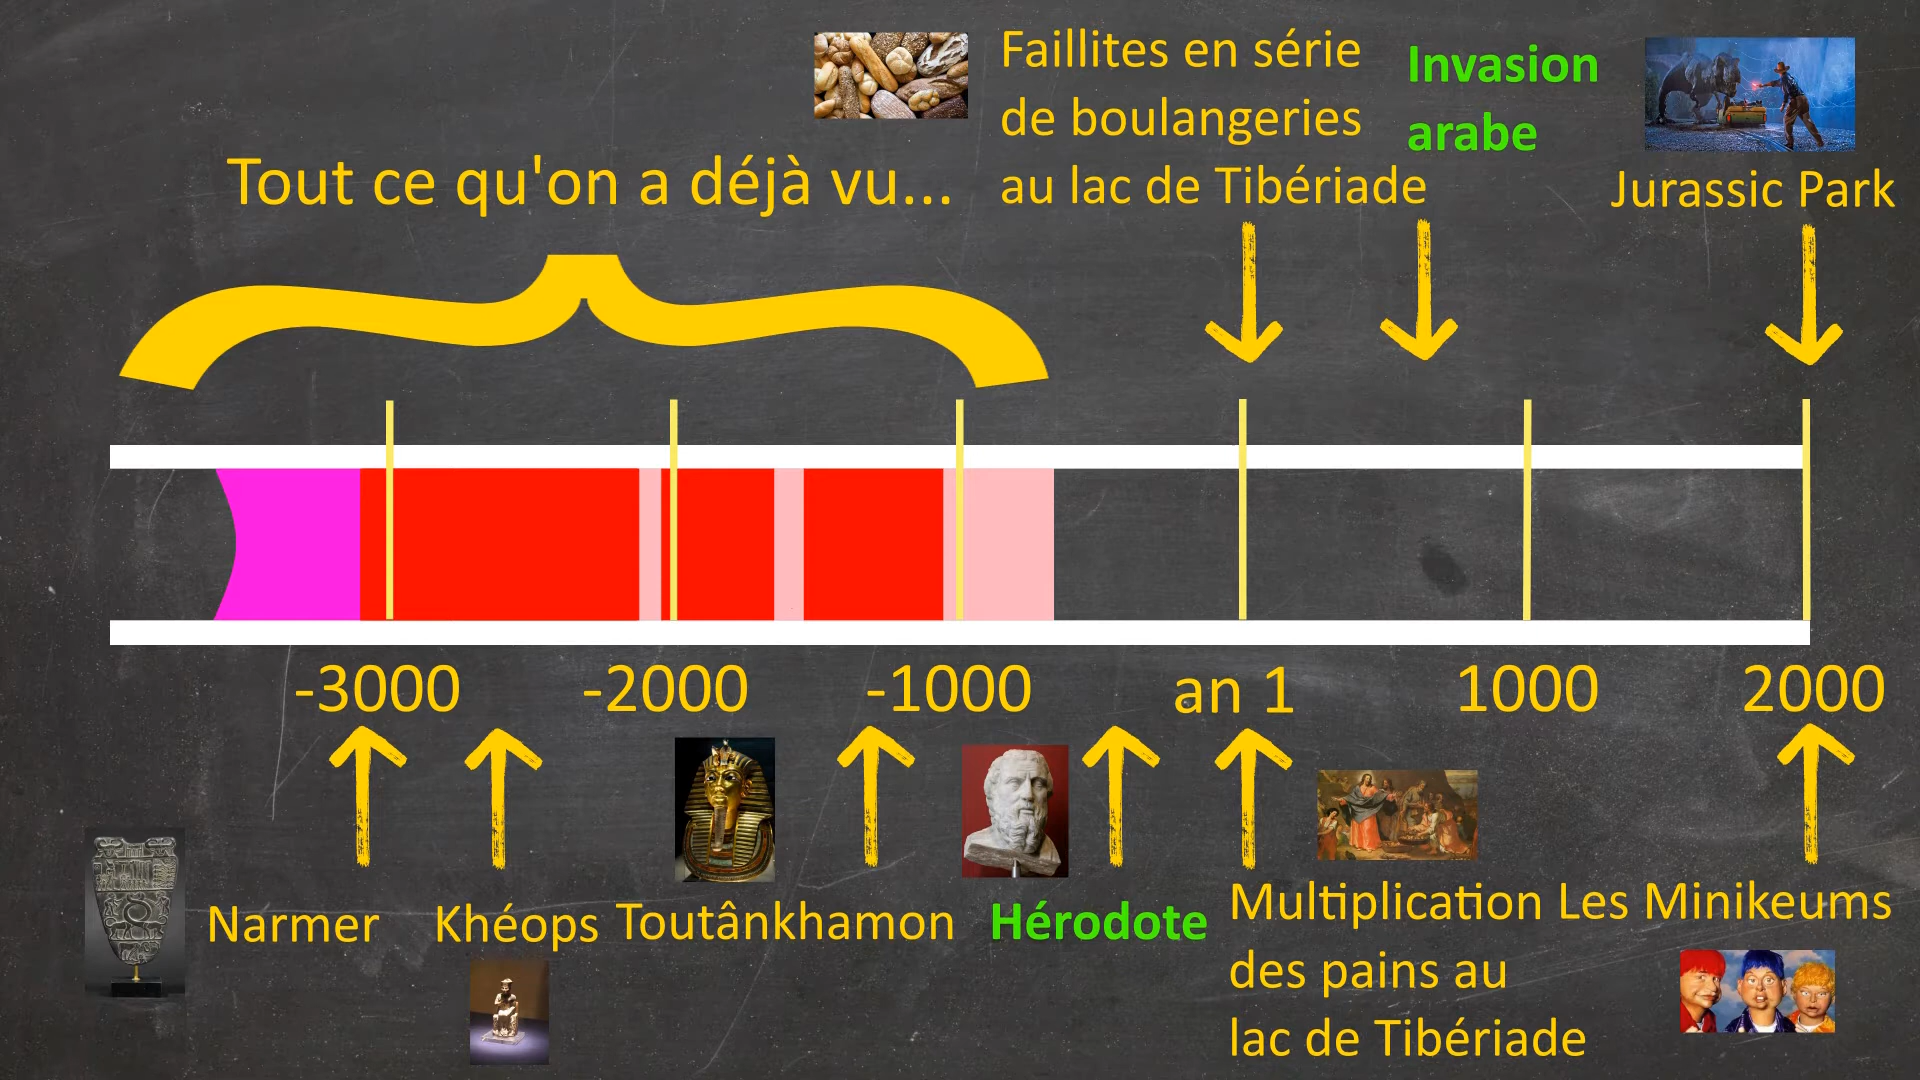 Faillites en série
de boulangeries
au lac de Tibériade
Invasion
arabe
Jurassic Park
Tout ce qu'on a déjà vu...
-3000
-2000
-1000
an 1
1000
2000
Narmer
Khéops
Toutânkhamon
Hérodote
Multiplication
des pains au
lac de Tibériade
Les Minikeums